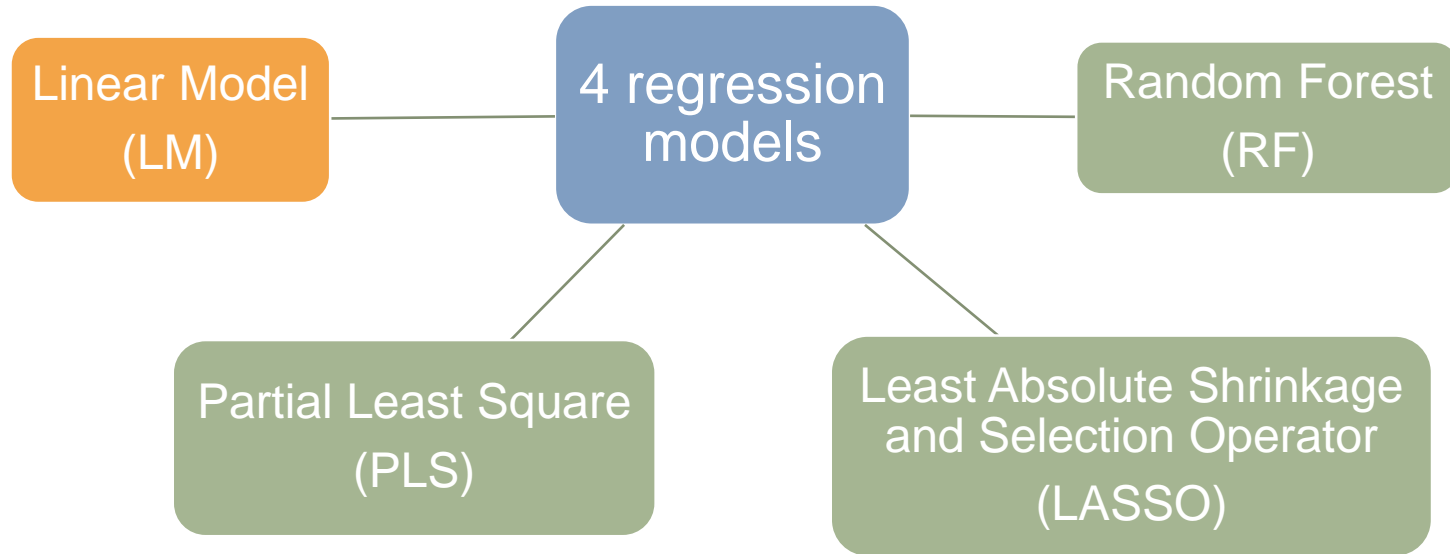 Linear Model
(LM)
4 regression
models
Random Forest
(RF)
Partial Least Square
(PLS)
Least Absolute Shrinkage
and Selection Operator
(LASSO)